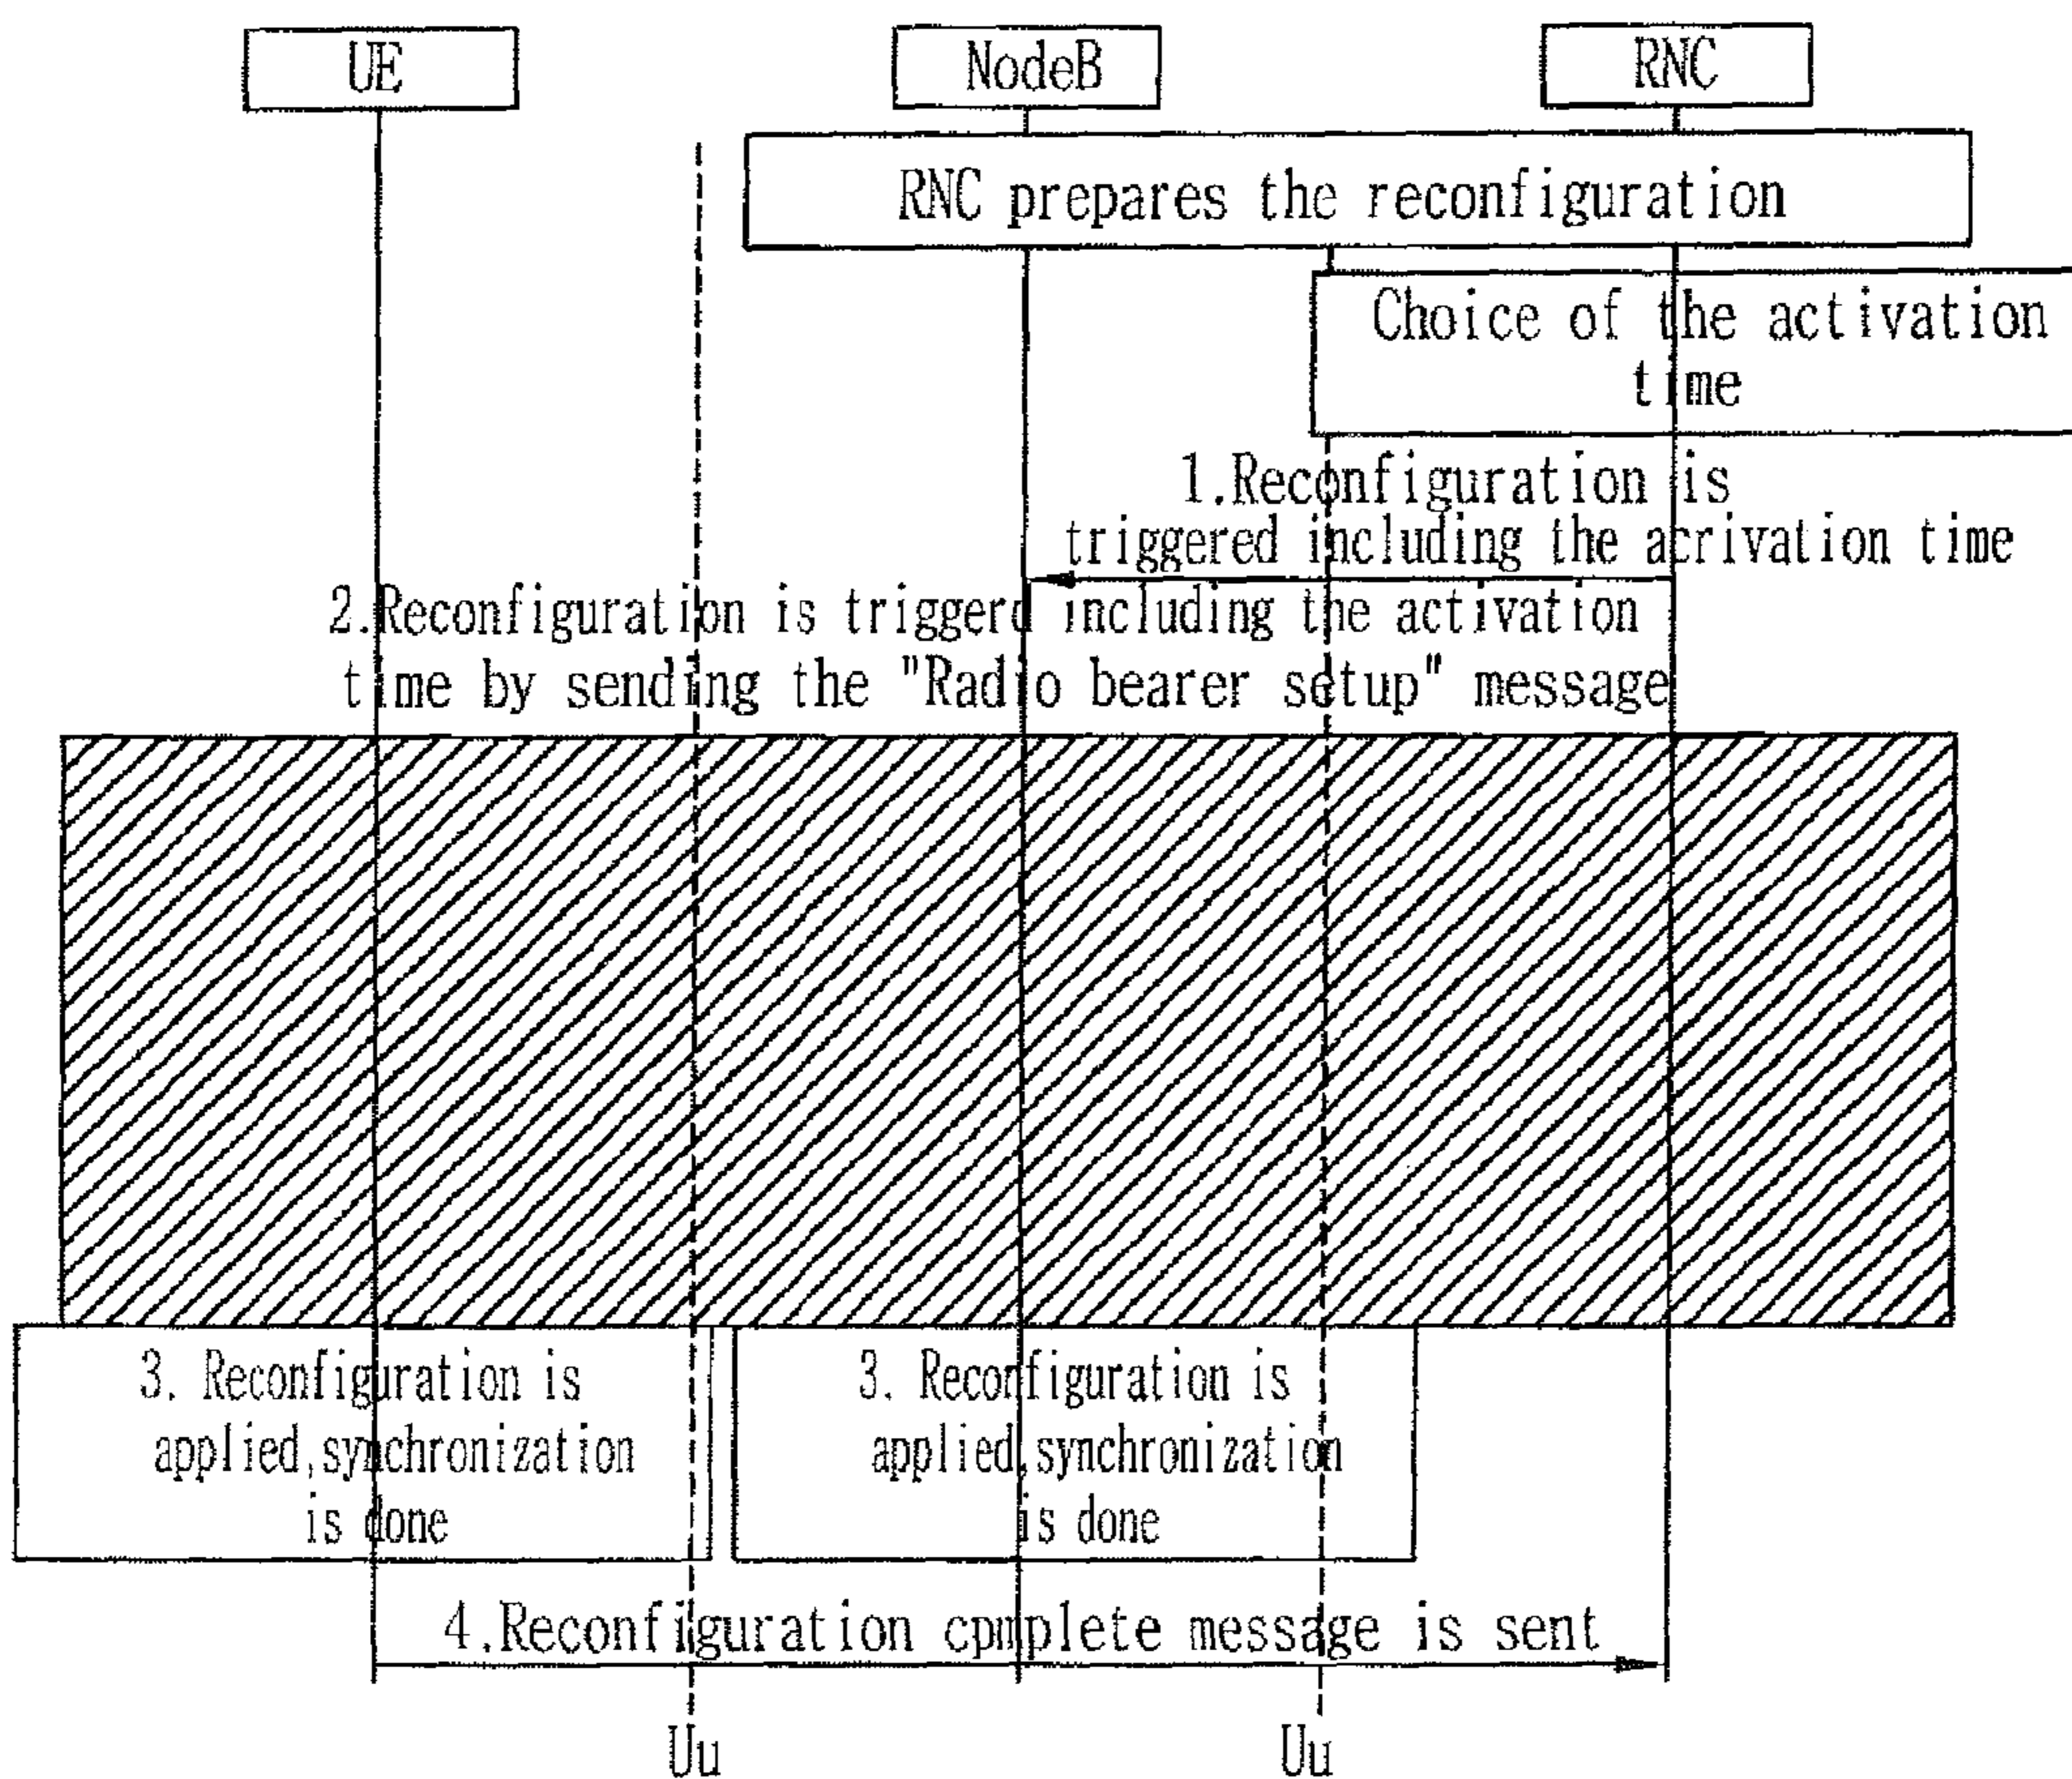 UE
NodeB
RNC
RNC prepares the reconfiguration
Choice of the activation
time
1.Reconfiguration is
triggered including the acrivation time
2.Reconfiguration is triggerd including the activation
time by sending the "Radio bearer setup" message
3. Reconfiguration is
applied,synchronization
is done
3. Reconfiguration is
applied,synchronization
is done
4.Reconfiguration cpmplete message is sent
Uu
Uu